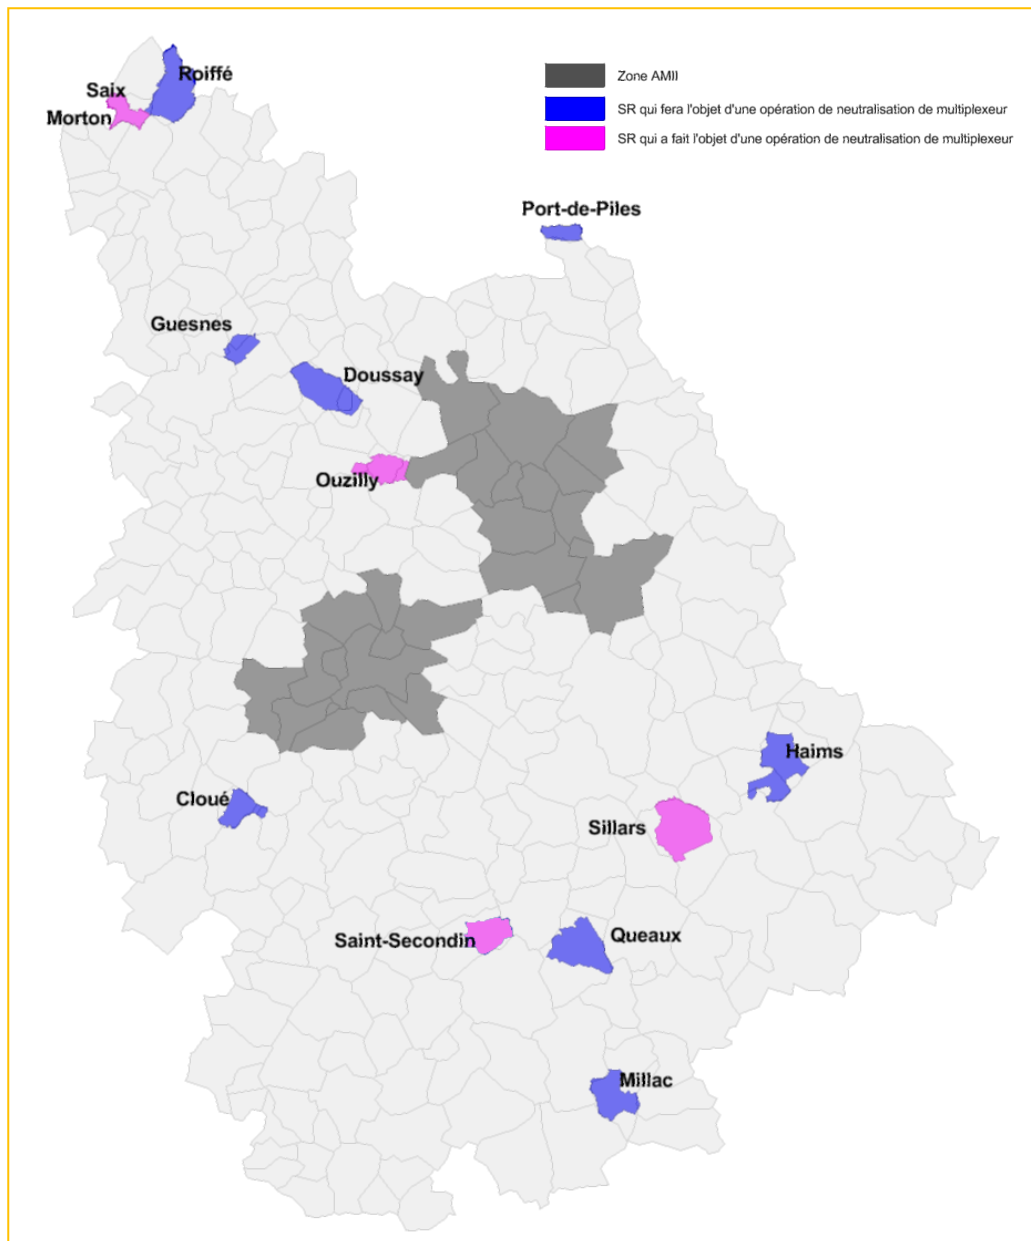 Roiffé
Saix
Morton
Zone AMII
SR qui fera l'objet d'une opération de neutralisation de multiplexeur
SR qui a fait l'objet d'une opération de neutralisation de multiplexeur
Port-de-Piles
Guesnes
Doussay
Ouzilly
Haims
Cloué
Sillars
Saint-Secondin
Queaux
Millac